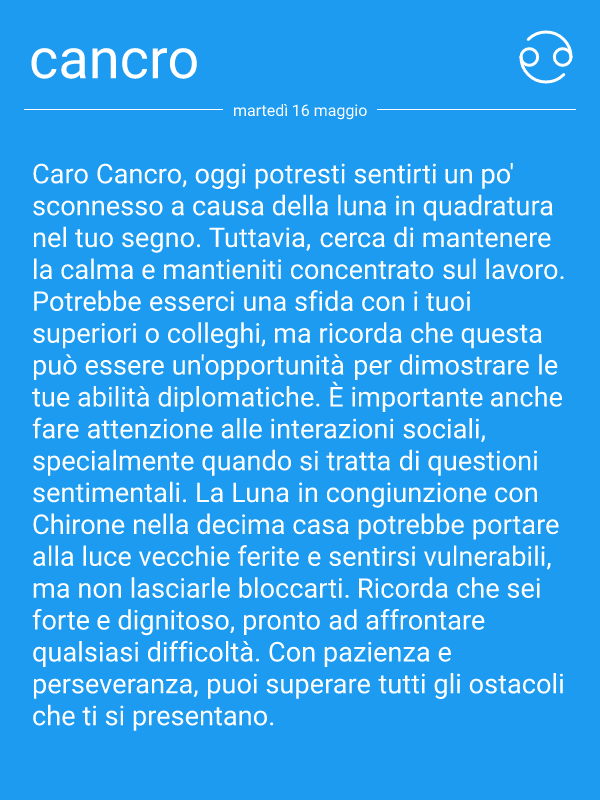 cancro
martedì 16 maggio
Caro Cancro, oggi potresti sentirti un po'
sconnesso a causa della luna in quadratura
nel tuo segno. Tuttavia, cerca di mantenere
la calma e mantieniti concentrato sul lavoro.
Potrebbe esserci una sfida con i tuoi
superiori o colleghi, ma ricorda che questa
può essere un'opportunità per dimostrare le
tue abilità diplomatiche. È importante anche
fare attenzione alle interazioni sociali,
specialmente quando si tratta di questioni
sentimentali. La Luna in congiunzione con
Chirone nella decima casa potrebbe portare
alla luce vecchie ferite e sentirsi vulnerabili,
ma non lasciarle bloccarti. Ricorda che sei
forte e dignitoso, pronto ad affrontare
qualsiasi difficoltà. Con pazienza e
perseveranza, puoi superare tutti gli ostacoli
che ti si presentano.